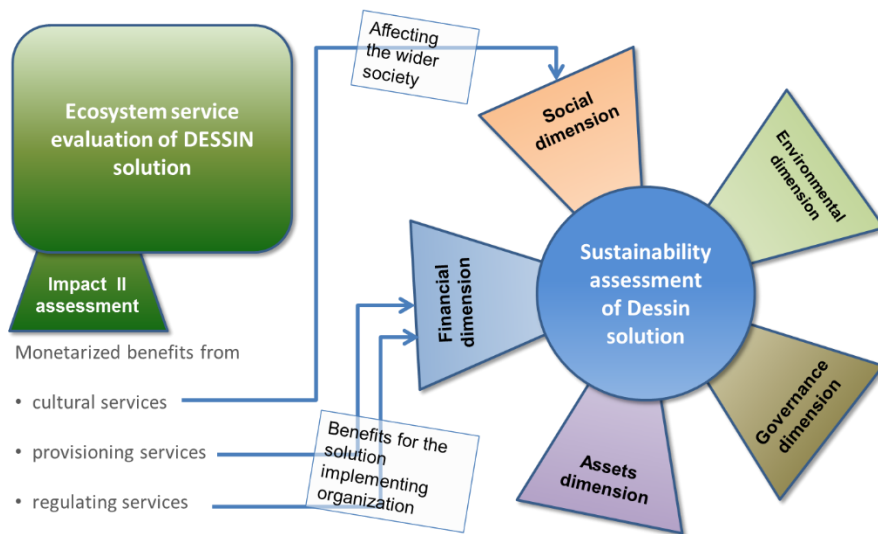 Ecosystem service
evaluation of DESSIN
solution
Impact II
assessment
Monetarized benefits from
• cultural services
• provisioning services
• regulating services
Affecting
the wider
society
Benefits for the
solution
implementing
organization
Social
dimension
Environmental
dimension
Financial
dimension
Sustainability
assessment
of Dessin
solution
Governance
dimension
Assets
dimension